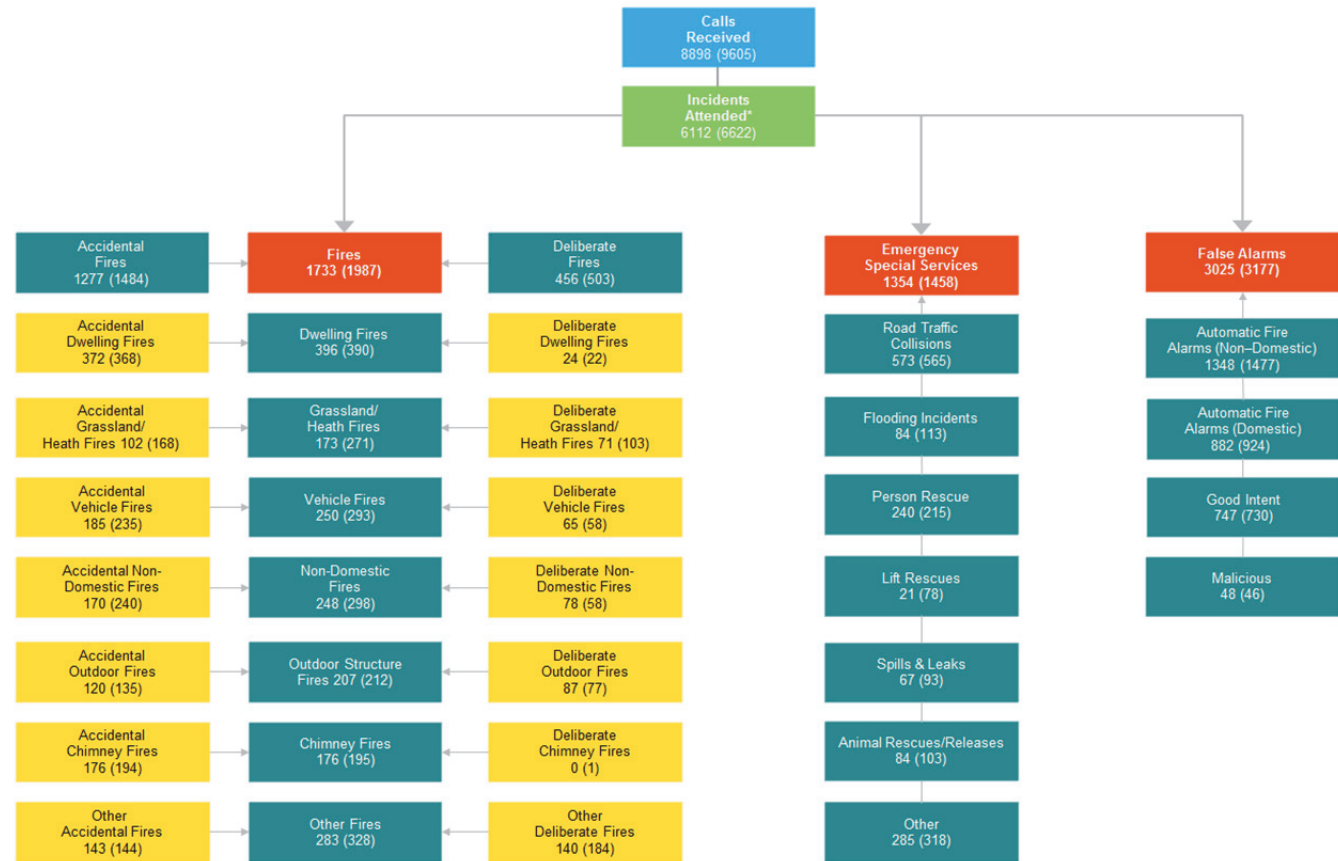 Calls
Received
8898 (9605)
Incidents
Attended*
6112 (6622)
Accidental
Fires
1277 (1484)
Fires
1733 (1987)
Deliberate
Fires
456 (503)
Emergency
Special Services
1354 (1458)
False Alarms
3025 (3177)
Accidental
Dwelling Fires
372 (368)
Dwelling Fires
396 (390)
Deliberate
Dwelling Fires
24 (22)
Road Traffic
Collisions
573 (565)
Automatic Fire
Alarms (Non–Domestic)
1348 (1477)
Accidental
Grassland/
Heath Fires 102 (168)
Grassland/
Heath Fires
173 (271)
Deliberate
Grassland/
Heath Fires 71 (103)
Flooding Incidents
84 (113)
Automatic Fire
Alarms (Domestic)
882 (924)
Accidental
Vehicle Fires
185 (235)
Vehicle Fires
250 (293)
Deliberate
Vehicle Fires
65 (58)
Person Rescue
240 (215)
Good Intent
747 (730)
Accidental Non-
Domestic Fires
170 (240)
Non-Domestic
Fires
248 (298)
Deliberate Non-
Domestic Fires
78 (58)
Lift Rescues
21 (78)
Malicious
48 (46)
Accidental
Outdoor Fires
120 (135)
Outdoor Structure
Fires 207 (212)
Deliberate
Outdoor Fires
87 (77)
Spills & Leaks
67 (93)
Accidental
Chimney Fires
176 (194)
Chimney Fires
176 (195)
Deliberate
Chimney Fires
0 (1)
Animal Rescues/Releases
84 (103)
Other
Accidental Fires
143 (144)
Other Fires
283 (328)
Other
Deliberate Fires
140 (184)
Other
285 (318)